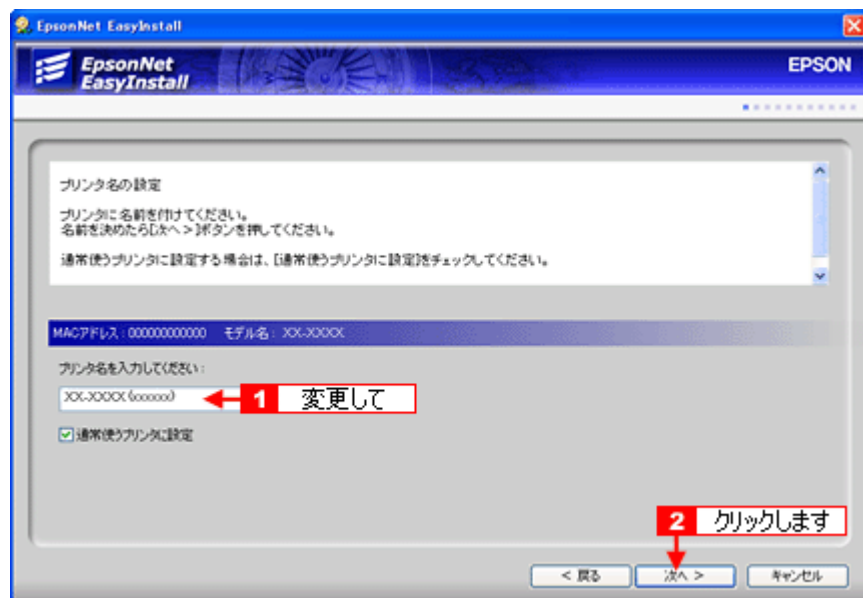 EpsonNet EasyInstall
EpsonNet
EasyInstall
EPSON
プリンタ名の設定
プリンタに名前を付けてください。
名前を決めたら[次へ >]ボタンを押してください。
通常使うプリンタに設定する場合は、[通常使うプリンタに設定]をチェックしてください。
MACアドレス : 000000000000 モデル名 : XX-XXXX
プリンタ名を入力してください :
XX-XXXX (xxxxxx)
1 変更して
通常使うプリンタに設定
2 クリックします
< 戻る 次へ > キャンセル